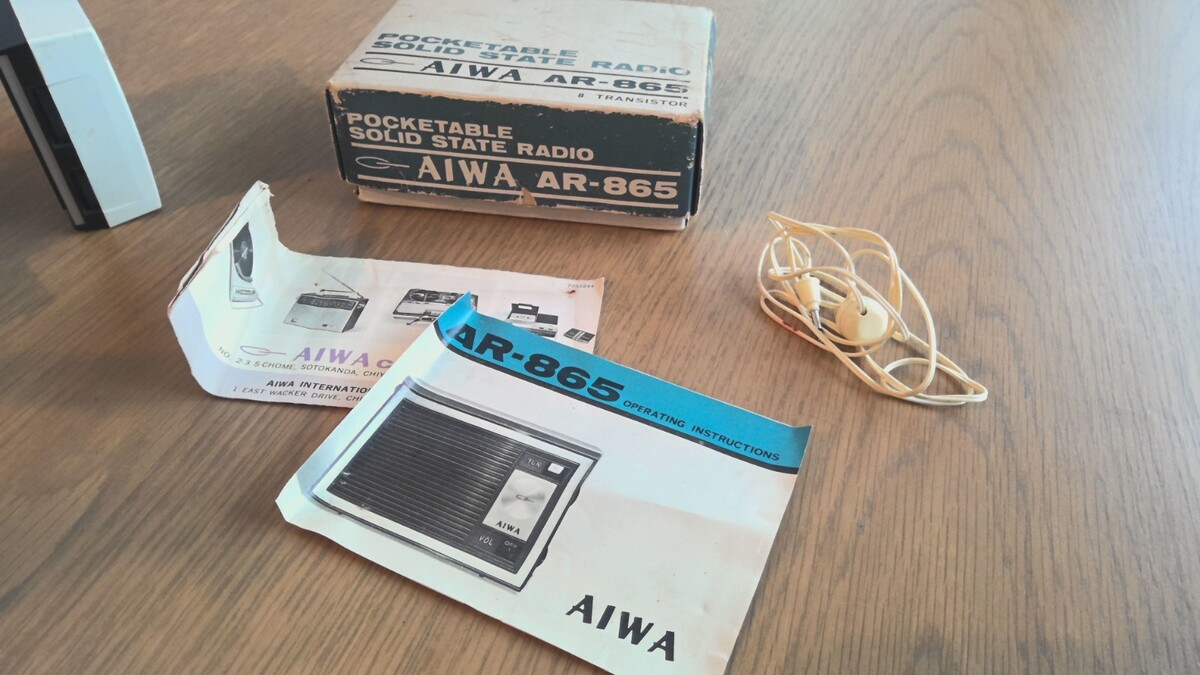 POCKETABLE
SOLID STATE RADIO
AIWA AR-865
8 TRANSISTOR
POCKETABLE
SOLID STATE RADIO
AIWA AR-865
AIWA
NO. 2-3 5-CHOME, SOTOKANDA,
AIWA
1 EAST WACKER DRIVE,
AR-865 OPERATING INSTRUCTIONS
TUN
AIWA
VOL
OFF
AIWA